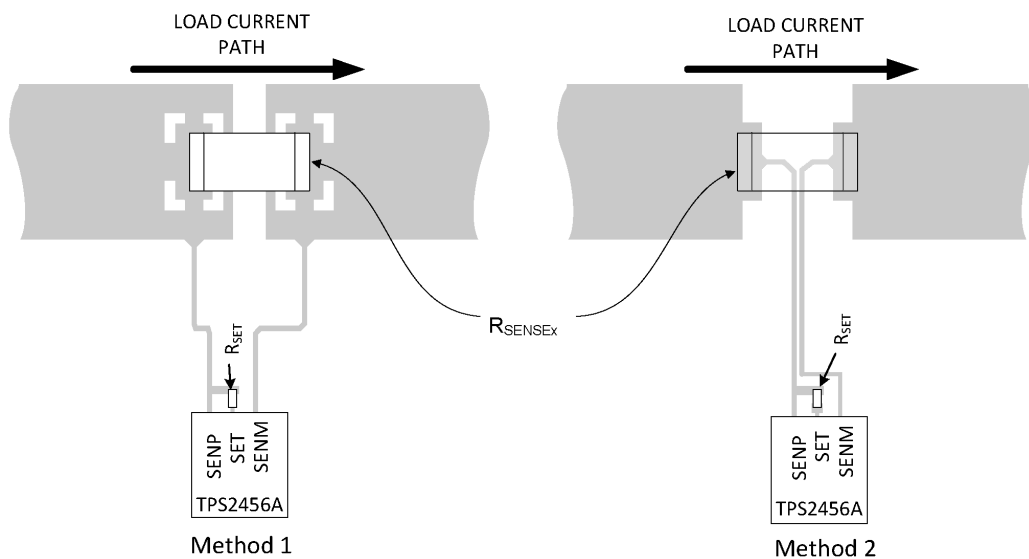 LOAD CURRENT
PATH
LOAD CURRENT
PATH
RSENSEx
RSET
RSET
SENP
SET
SENM
TPS2456A
SENP
SET
SENM
TPS2456A
Method 1
Method 2